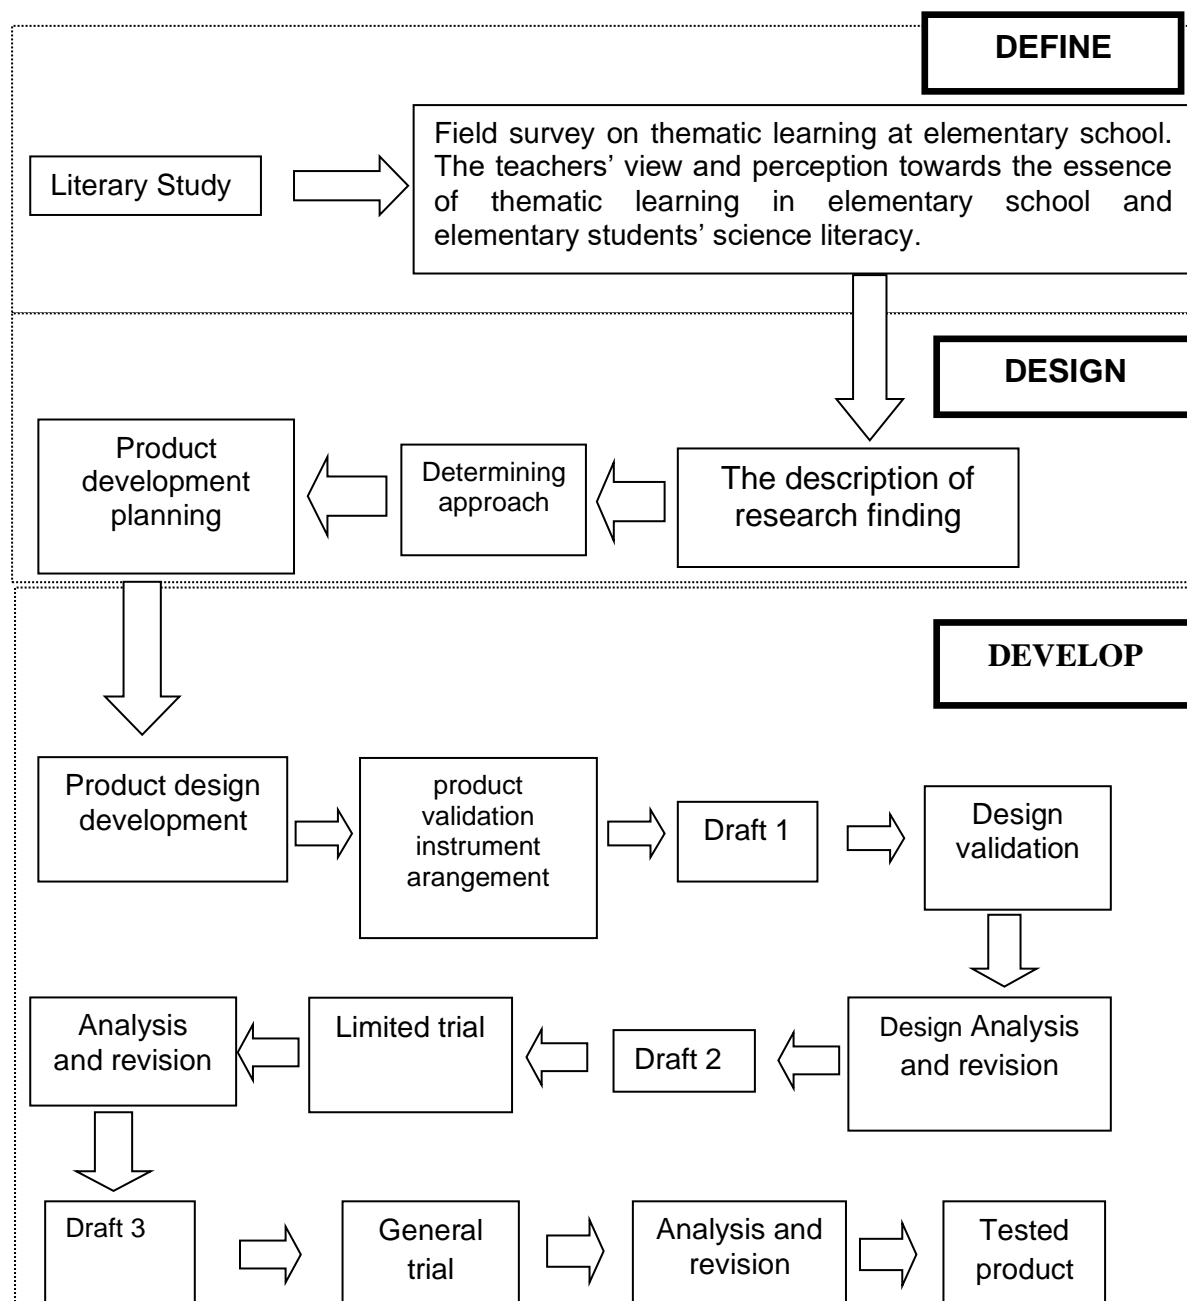 DEFINE
Literary Study
Field survey on thematic learning at elementary school.
The teachers’ view and perception towards the essence
of thematic learning in elementary school and
elementary students’ science literacy.
DESIGN
Product
development
planning
Determining
approach
The description of
research finding
DEVELOP
Product design
development
product
validation
instrument
arangement
Draft 1
Design
validation
Analysis
and revision
Limited trial
Draft 2
Design Analysis
and revision
Draft 3
General
trial
Analysis and
revision
Tested
product